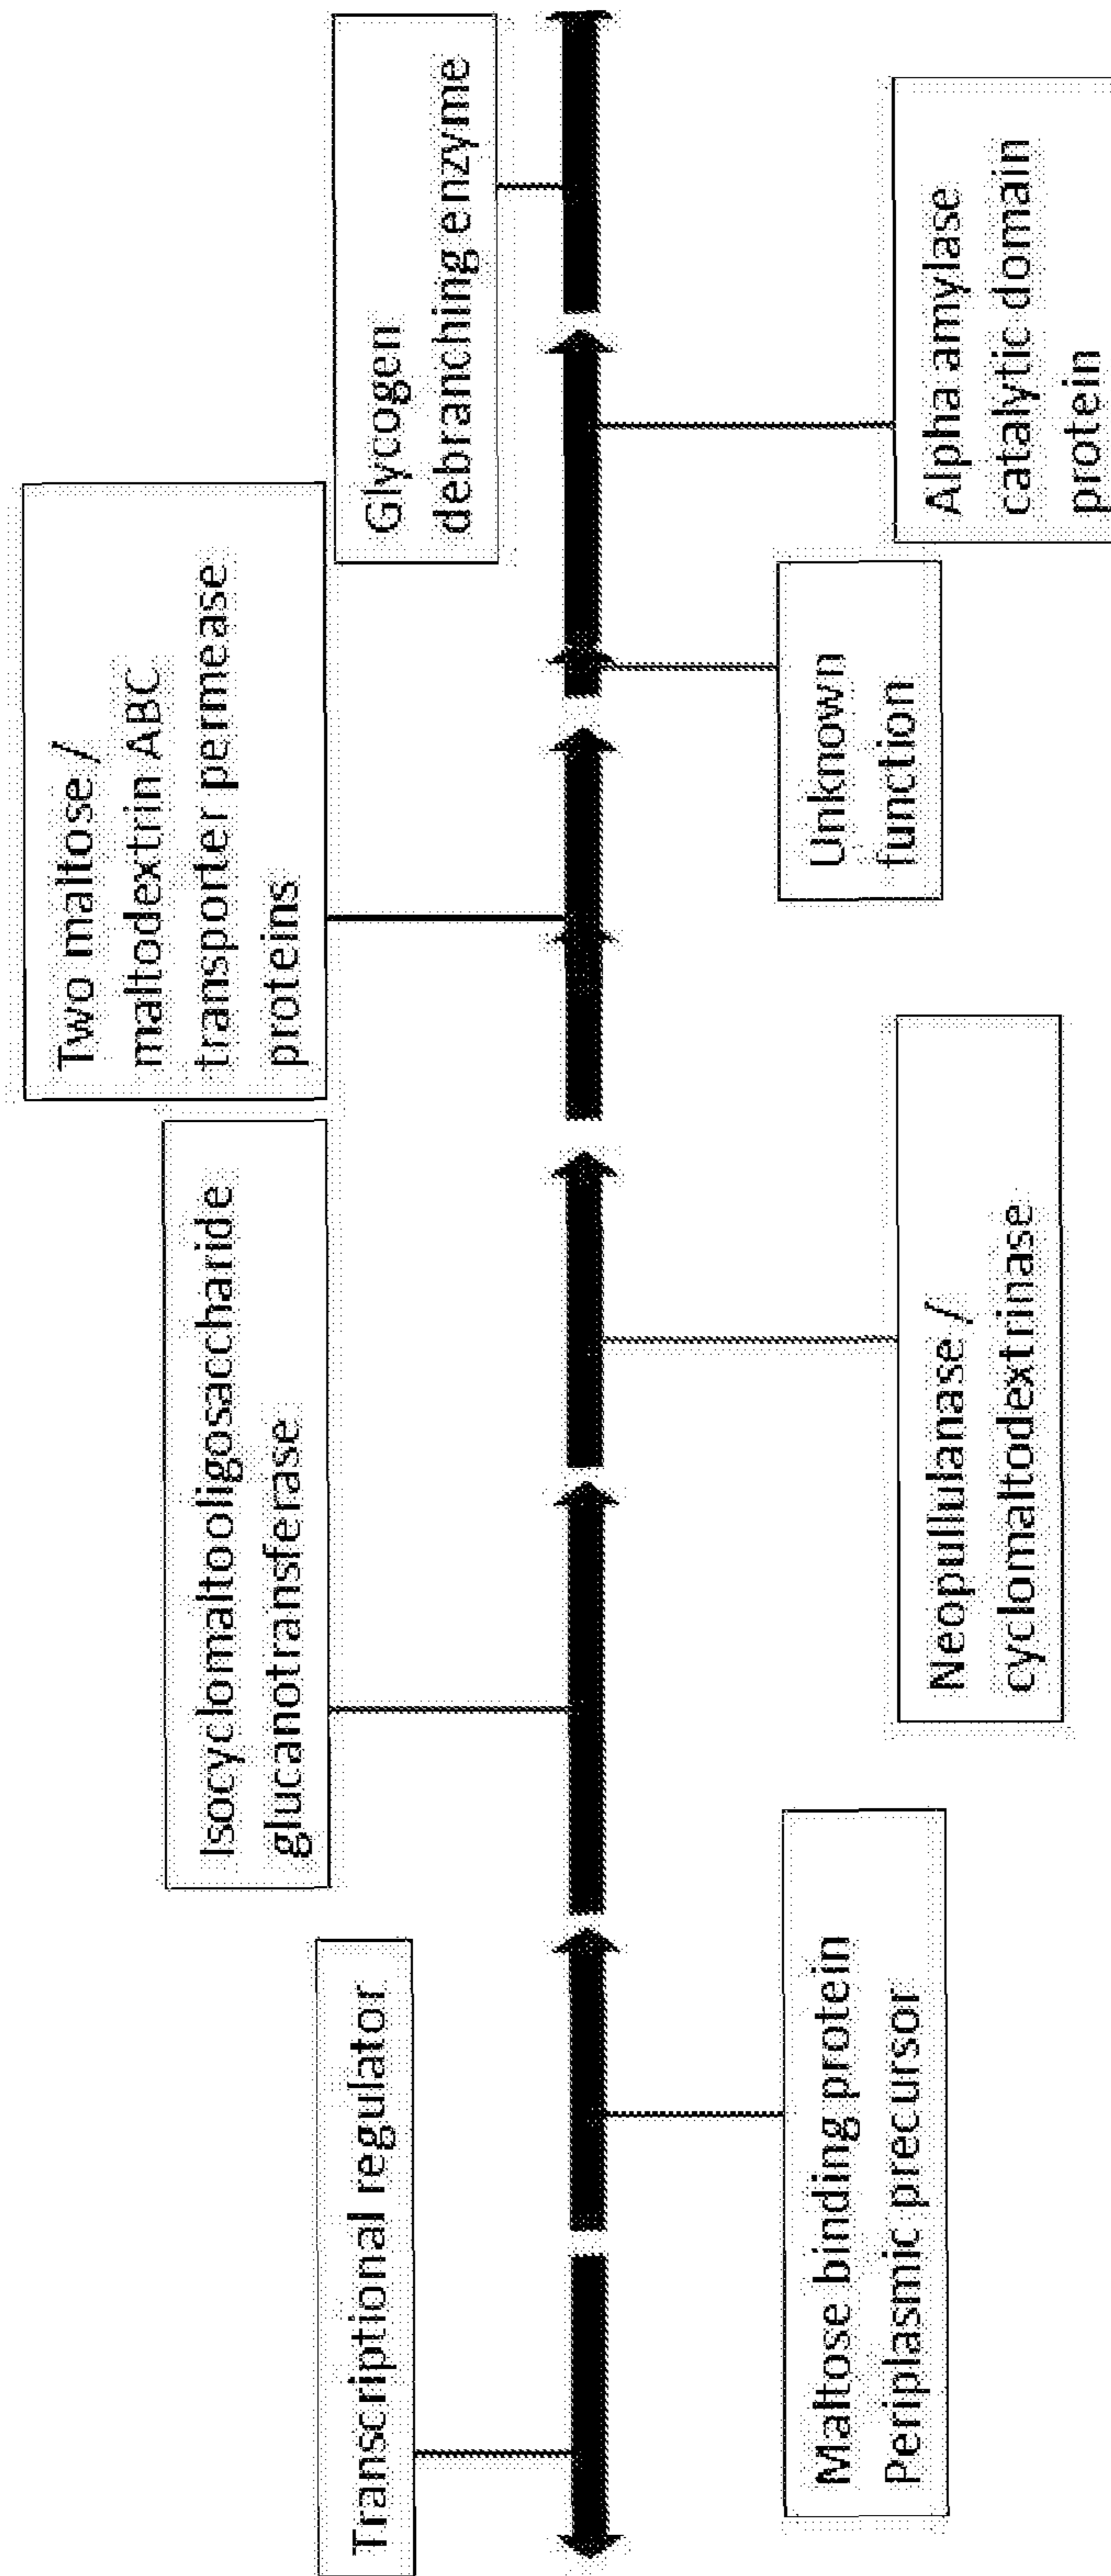 Transcriptional regulator
Maltose binding protein
Periplasmic precursor
Isocyclomaltooligosaccharide
glucanotransferase
Neopullulanase /
cyclomaltodextrinase
Two maltose /
maltodextrin ABC
transporter permease
proteins
Unknown
function
Alpha amylase
catalytic domain
protein
Glycogen
debranching enzyme